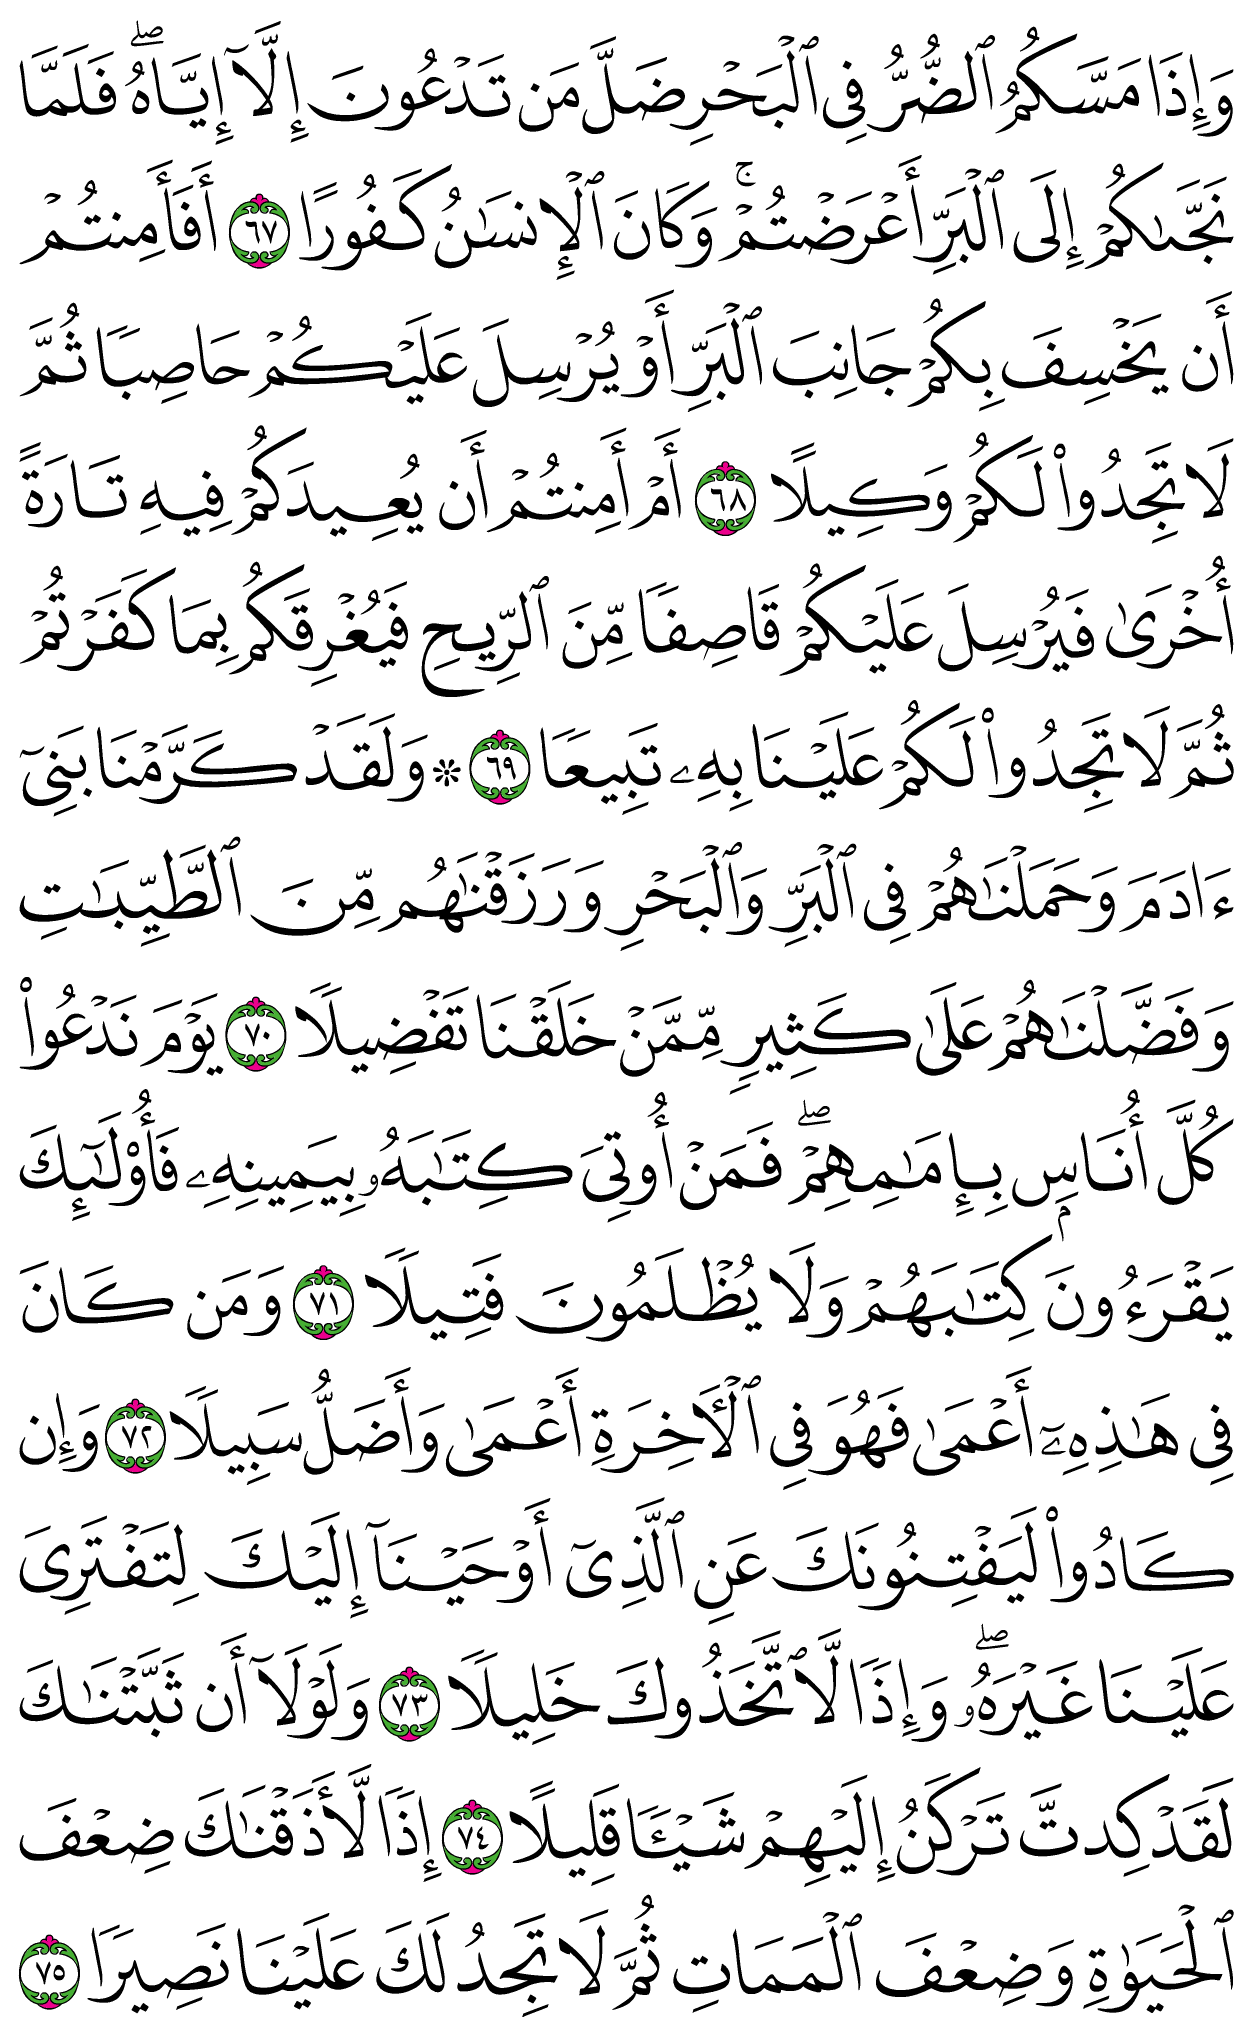 وَإِذَا مَسَّكُمُ ٱلضُّرُّ فِى ٱلْبَحْرِ ضَلَّ مَن تَدْعُونَ إِلَّآ إِيَّاهُ ۖ فَلَمَّا
نَجَّىٰكُمْ إِلَى ٱلْبَرِّ أَعْرَضْتُمْ ۚ وَكَانَ ٱلْإِنسَٰنُ كَفُورًا ٦٧ أَفَأَمِنتُمْ
أَن يَخْسِفَ بِكُمْ جَانِبَ ٱلْبَرِّ أَوْ يُرْسِلَ عَلَيْكُمْ حَاصِبًا ثُمَّ
لَا تَجِدُوا۟ لَكُمْ وَكِيلًا ٦٨ أَمْ أَمِنتُمْ أَن يُعِيدَكُمْ فِيهِ تَارَةً
أُخْرَىٰ فَيُرْسِلَ عَلَيْكُمْ قَاصِفًا مِّنَ ٱلرِّيحِ فَيُغْرِقَكُم بِمَا كَفَرْتُمْ
ثُمَّ لَا تَجِدُوا۟ لَكُمْ عَلَيْنَا بِهِۦ تَبِيعًا ٦٩ * وَلَقَدْ كَرَّمْنَا بَنِىٓ
ءَادَمَ وَحَمَلْنَٰهُمْ فِى ٱلْبَرِّ وَٱلْبَحْرِ وَرَزَقْنَٰهُم مِّنَ ٱلطَّيِّبَٰتِ
وَفَضَّلْنَٰهُمْ عَلَىٰ كَثِيرٍ مِّمَّنْ خَلَقْنَا تَفْضِيلًا ٧٠ يَوْمَ نَدْعُوا۟
كُلَّ أُنَاسٍۭ بِإِمَٰمِهِمْ ۖ فَمَنْ أُوتِىَ كِتَٰبَهُۥ بِيَمِينِهِۦ فَأُو۟لَٰٓئِكَ
يَقْرَءُونَ كِتَٰبَهُمْ وَلَا يُظْلَمُونَ فَتِيلًا ٧١ وَمَن كَانَ
فِى هَٰذِهِۦٓ أَعْمَىٰ فَهُوَ فِى ٱلْـَٔاخِرَةِ أَعْمَىٰ وَأَضَلُّ سَبِيلًا ٧٢ وَإِن
كَادُوا۟ لَيَفْتِنُونَكَ عَنِ ٱلَّذِىٓ أَوْحَيْنَآ إِلَيْكَ لِتَفْتَرِىَ
عَلَيْنَا غَيْرَهُۥ ۖ وَإِذًا لَّٱتَّخَذُوكَ خَلِيلًا ٧٣ وَلَوْلَآ أَن ثَبَّتْنَٰكَ
لَقَدْ كِدتَّ تَرْكَنُ إِلَيْهِمْ شَيْـًٔا قَلِيلًا ٧٤ إِذًا لَّأَذَقْنَٰكَ ضِعْفَ
ٱلْحَيَوٰةِ وَضِعْفَ ٱلْمَمَاتِ ثُمَّ لَا تَجِدُ لَكَ عَلَيْنَا نَصِيرًا ٧٥